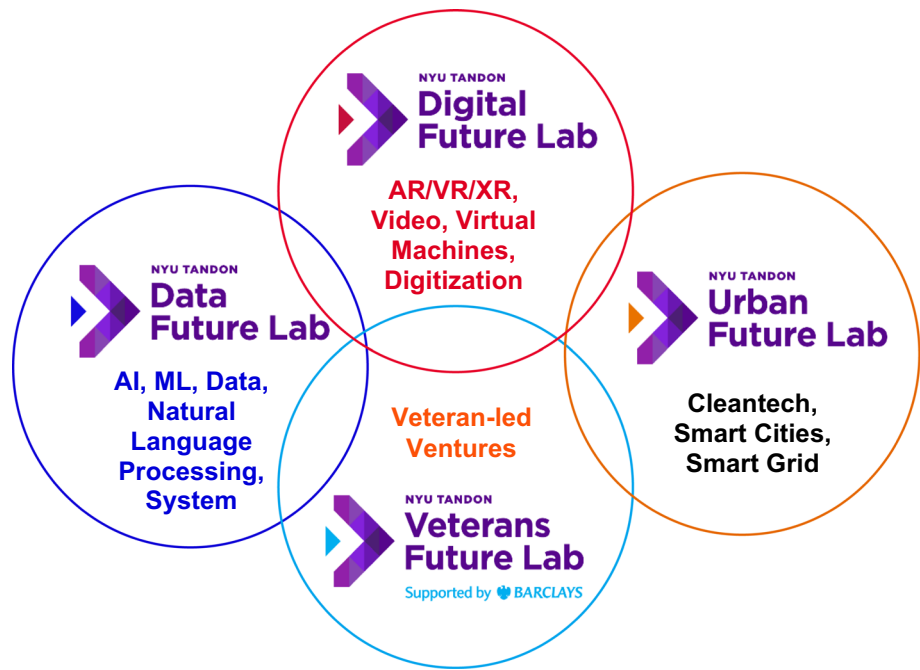 NYU TANDON
Digital
Future Lab
AR/VR/XR,
Video, Virtual
Machines,
Digitization
NYU TANDON
Data
Future Lab
AI, ML, Data,
Natural
Language
Processing,
System
NYU TANDON
Urban
Future Lab
Cleantech,
Smart Cities,
Smart Grid
Veteran-led
Ventures
NYU TANDON
Veterans
Future Lab
Supported by BARCLAYS